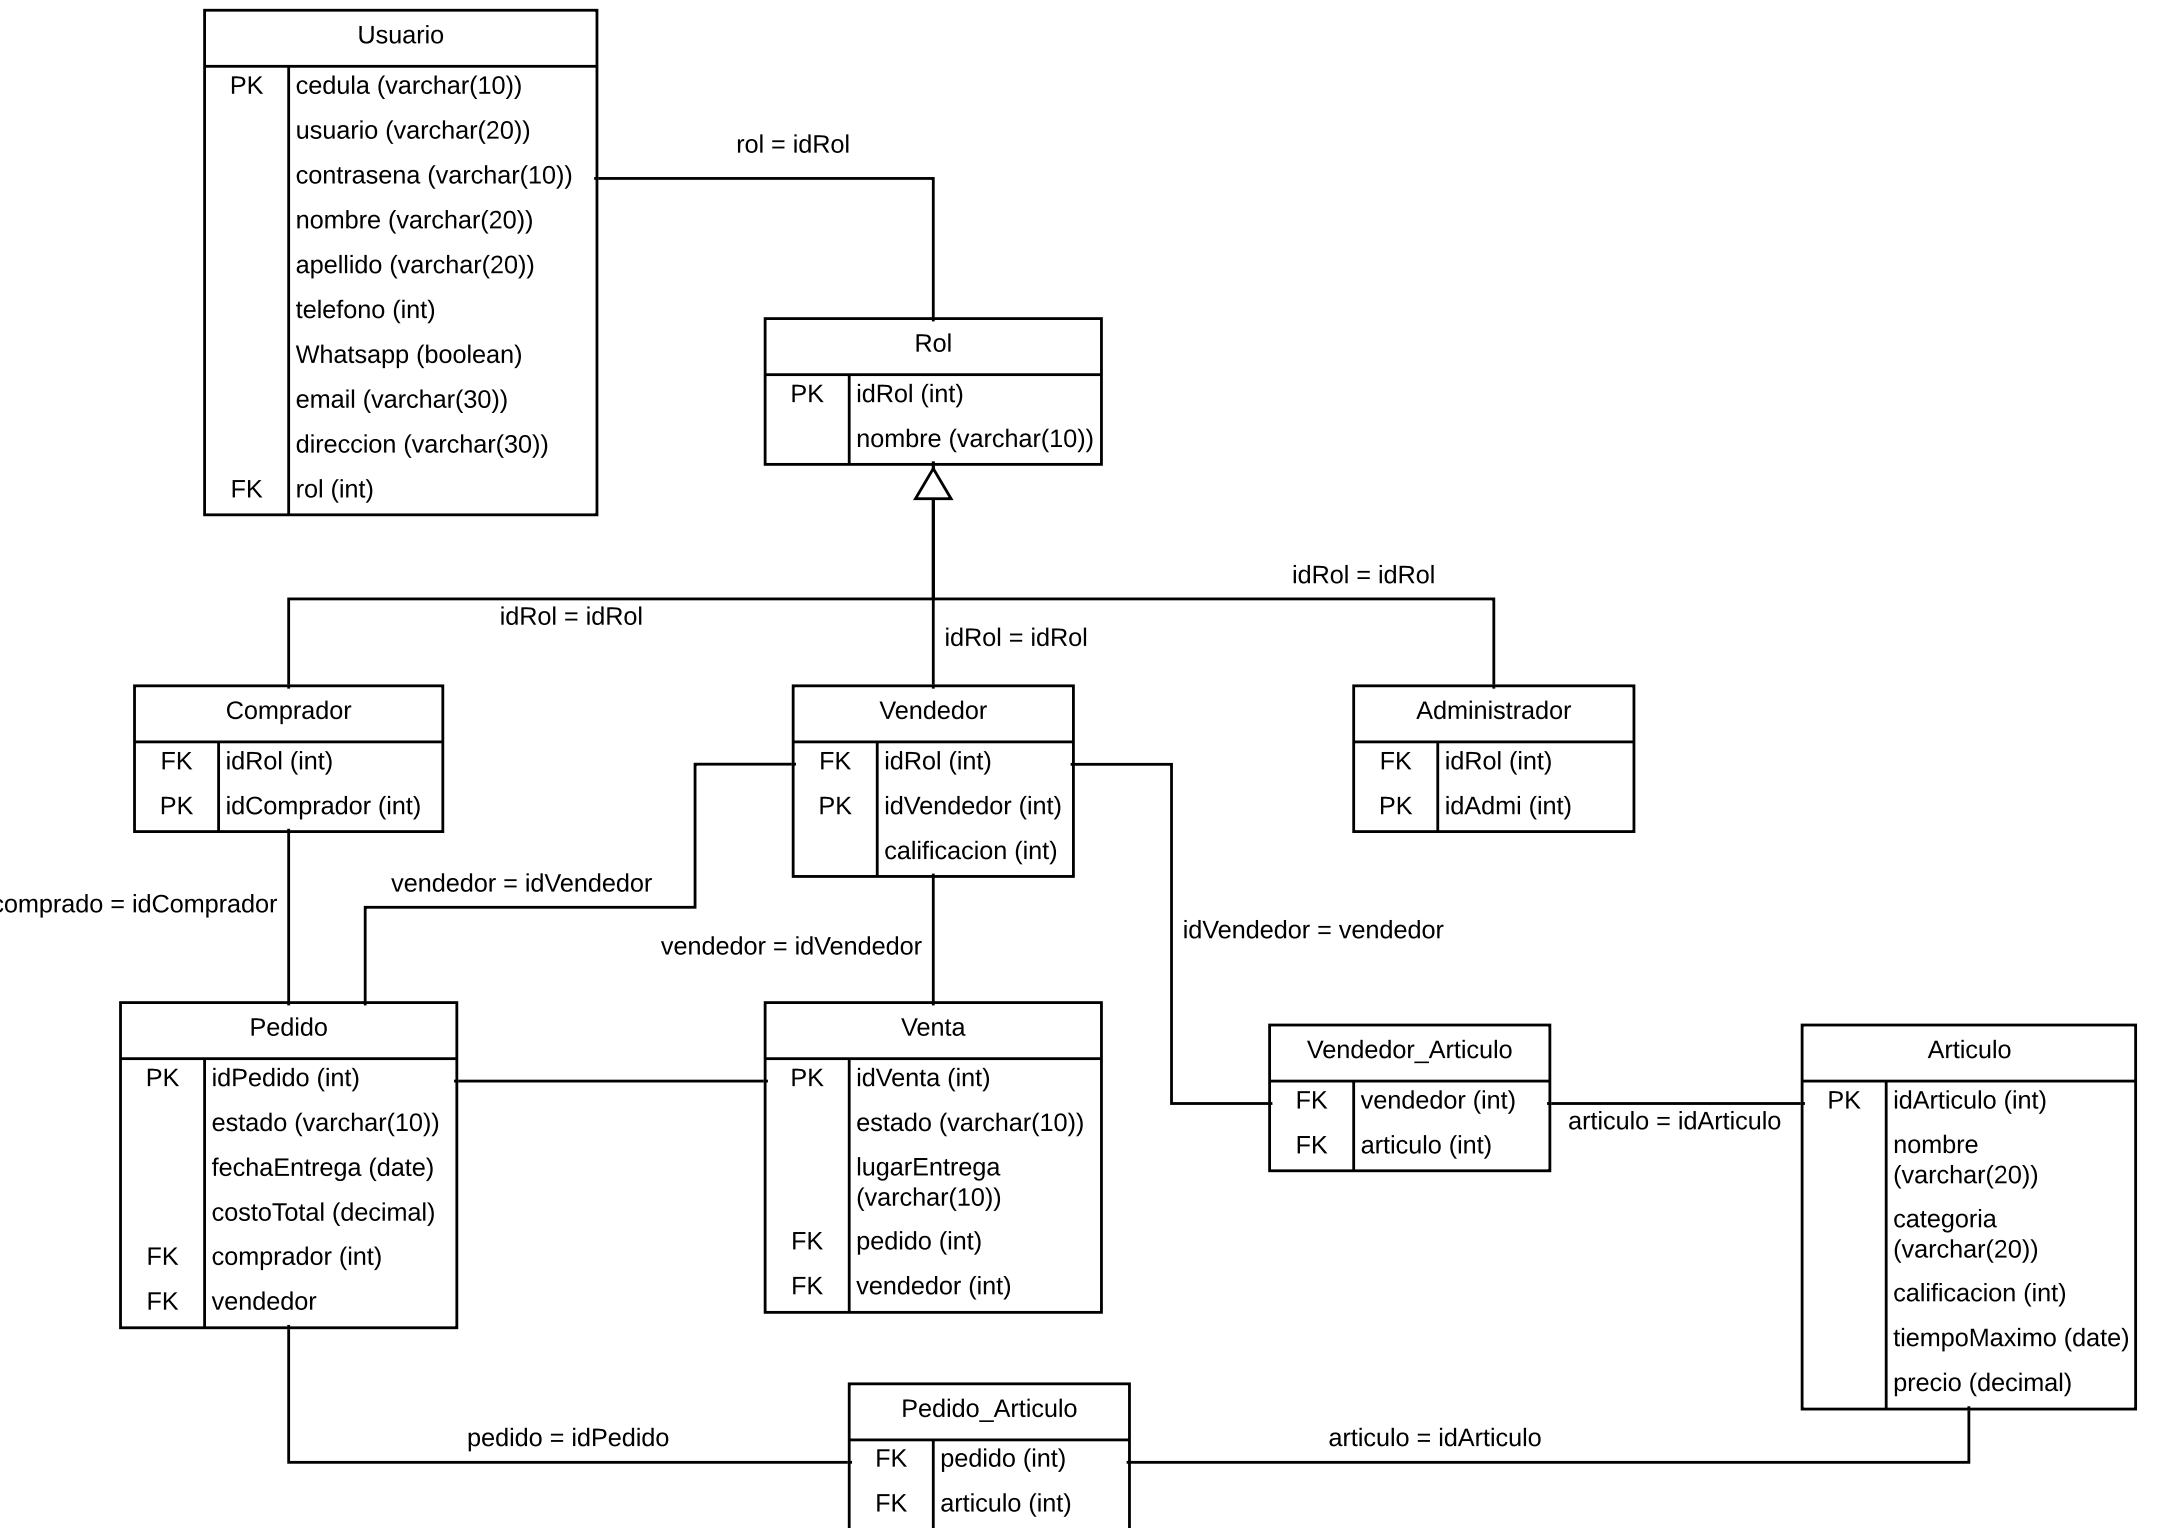 Usuario
PK cedula (varchar(10))
usuario (varchar(20))
contrasena (varchar(10))
nombre (varchar(20))
apellido (varchar(20))
telefono (int)
Whatsapp (boolean)
email (varchar(30))
direccion (varchar(30))
FK rol (int)
rol = idRol
Rol
PK idRol (int)
nombre (varchar(10))
idRol = idRol
idRol = idRol
idRol = idRol
Comprador
FK idRol (int)
PK idComprador (int)
Vendedor
FK idRol (int)
PK idVendedor (int)
calificacion (int)
Administrador
FK idRol (int)
PK idAdmi (int)
comprado = idComprador
vendedor = idVendedor
vendedor = idVendedor
idVendedor = vendedor
Pedido
PK idPedido (int)
estado (varchar(10))
fechaEntrega (date)
costoTotal (decimal)
FK comprador (int)
FK vendedor
Venta
PK idVenta (int)
estado (varchar(10))
lugarEntrega
(varchar(10))
FK pedido (int)
FK vendedor (int)
Vendedor_Articulo
FK vendedor (int)
FK articulo (int)
articulo = idArticulo
Articulo
PK idArticulo (int)
nombre
(varchar(20))
categoria
(varchar(20))
calificacion (int)
tiempoMaximo (date)
precio (decimal)
pedido = idPedido
Pedido_Articulo
FK pedido (int)
FK articulo (int)
articulo = idArticulo